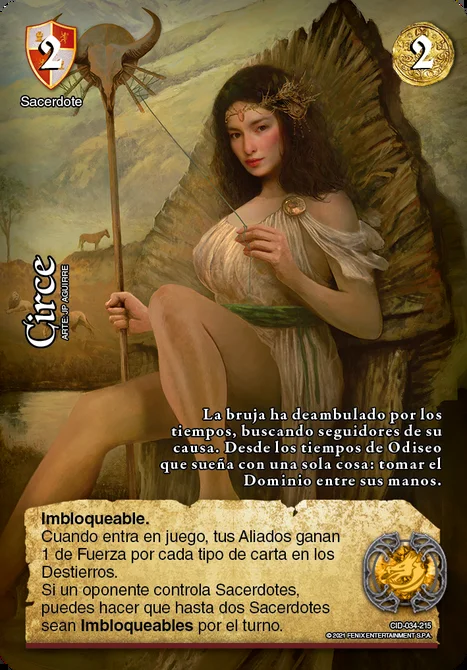 2
2
Sacerdote
Circe
ARTE: JP AGUIRRE
La bruja ha deambulado por los
tiempos, buscando seguidores de su
causa. Desde los tiempos de Odiseo
que sueña con una sola cosa: tomar el
Dominio entre sus manos.
Imbloqueable.
Cuando entra en juego, tus Aliados ganan
1 de Fuerza por cada tipo de carta en los
Destierros.
Si un oponente controla Sacerdotes,
puedes hacer que hasta dos Sacerdotes
sean Imbloqueables por el turno.
CID-034-215
©2021 FENIX ENTERTAINMENT S.P.A.